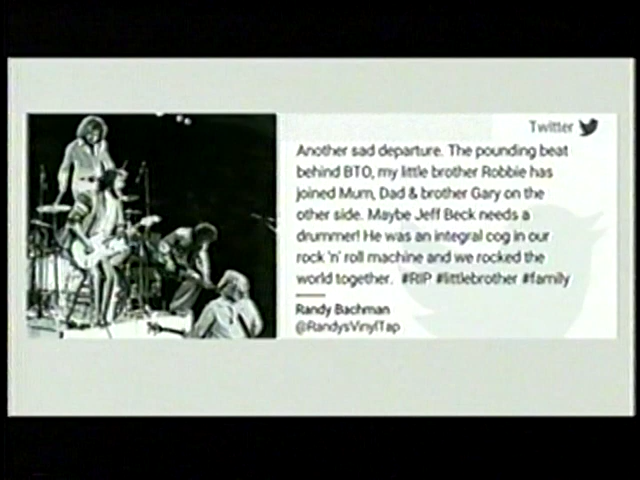 Twitter
Another sad departure. The pounding beat
behind BTO, my little brother Robbie has
joined Mum, Dad & brother Gary on the
other side. Maybe Jeff Beck needs a
drummer! He was an integral cog in our
rock 'n' roll machine and we rocked the
world together. #RIP #littlebrother #family
Randy Bachman
@RandysVinylTap